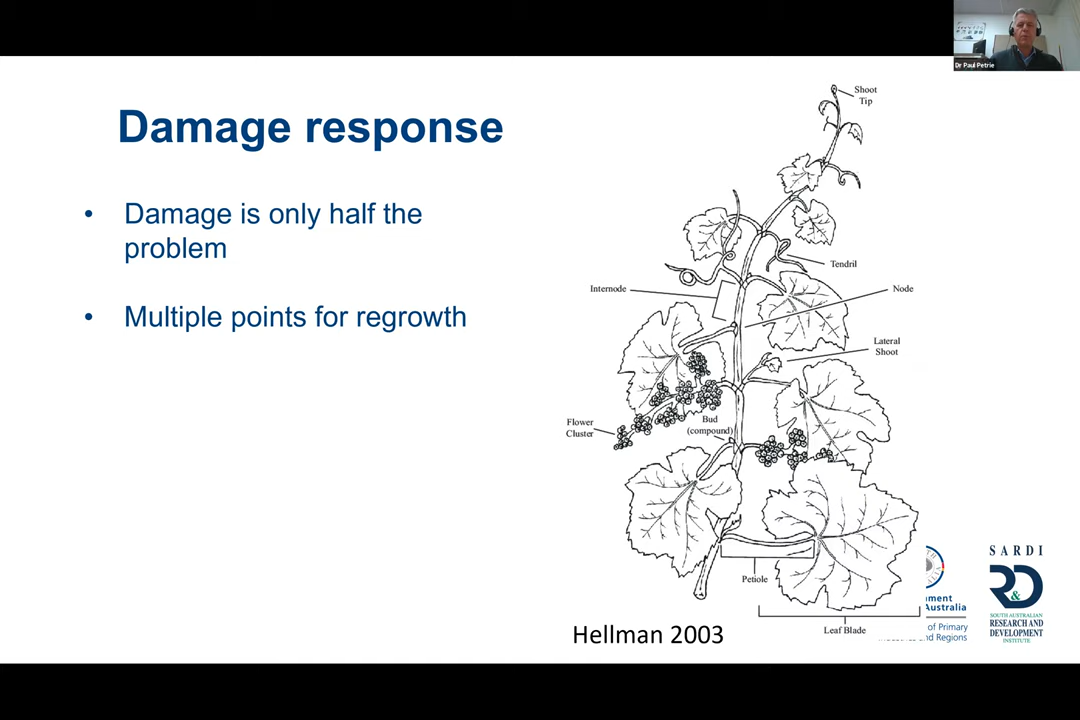 Dr Paul Petrie
Damage response
• Damage is only half the
problem
• Multiple points for regrowth
Shoot
Tip
Tendril
Internode
Node
Lateral
Shoot
Flower
Cluster
Bud
(compound)
Petiole
Leaf Blade
Hellman 2003
Australia
of Primary
and Regions
SARDI
R&D
SOUTH AUSTRALIAN
RESEARCH AND
DEVELOPMENT
INSTITUTE